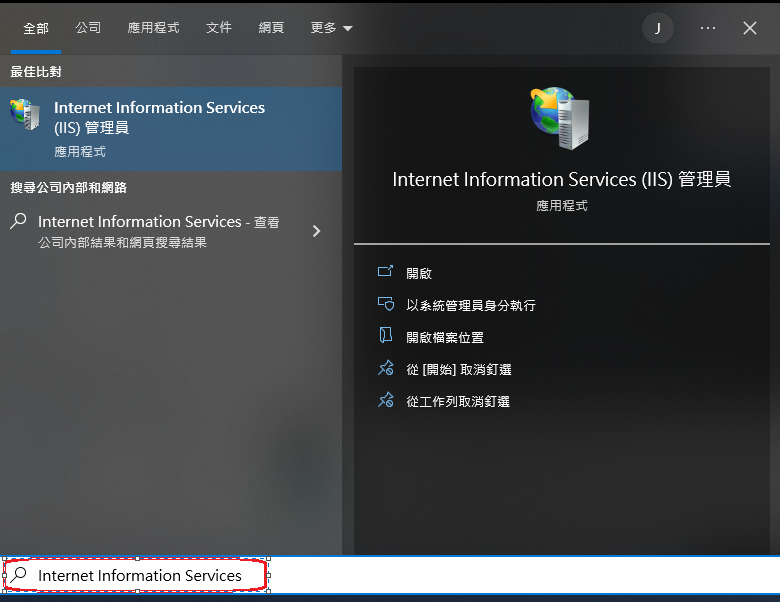 全部 公司 應用程式 文件 網頁 更多 J ···
最佳比對
Internet Information Services
(IIS) 管理員
應用程式
搜尋公司內部和網路
Internet Information Services - 查看
公司內部結果和網頁搜尋結果
Internet Information Services (IIS) 管理員
應用程式
開啟
以系統管理員身分執行
開啟檔案位置
從 [開始] 取消釘選
從工作列取消釘選
Internet Information Services